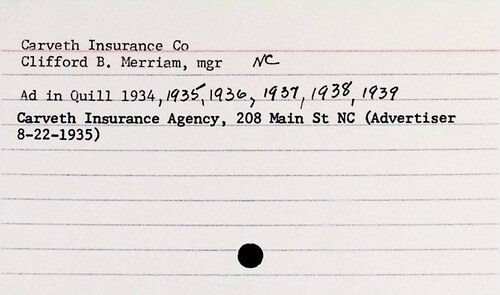 Carveth Insurance Co
Clifford B. Merriam, mgr NC
Ad in Quill 1934, 1935, 1936, 1937, 1938, 1939
Carveth Insurance Agency, 208 Main St NC (Advertiser
8-22-1935)